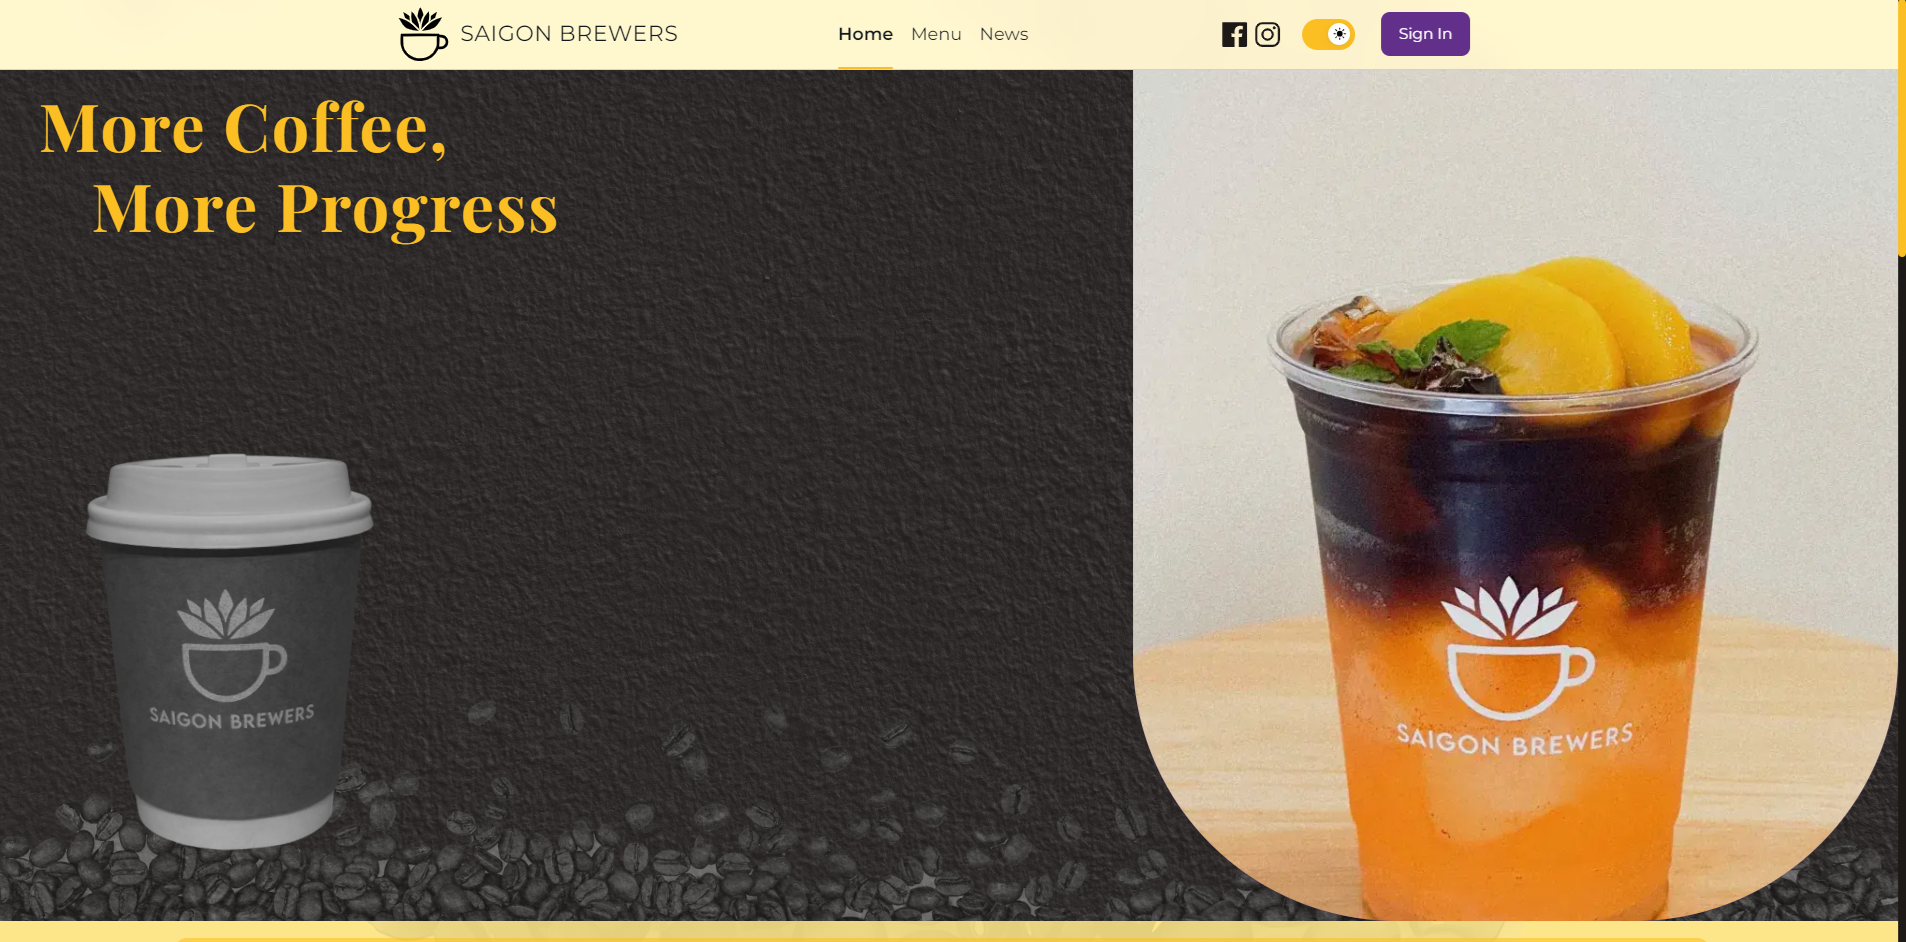 SAIGON BREWERS
Home Menu News
Sign In
More Coffee,
More Progress
SAIGON BREWERS
SAIGON BREWERS